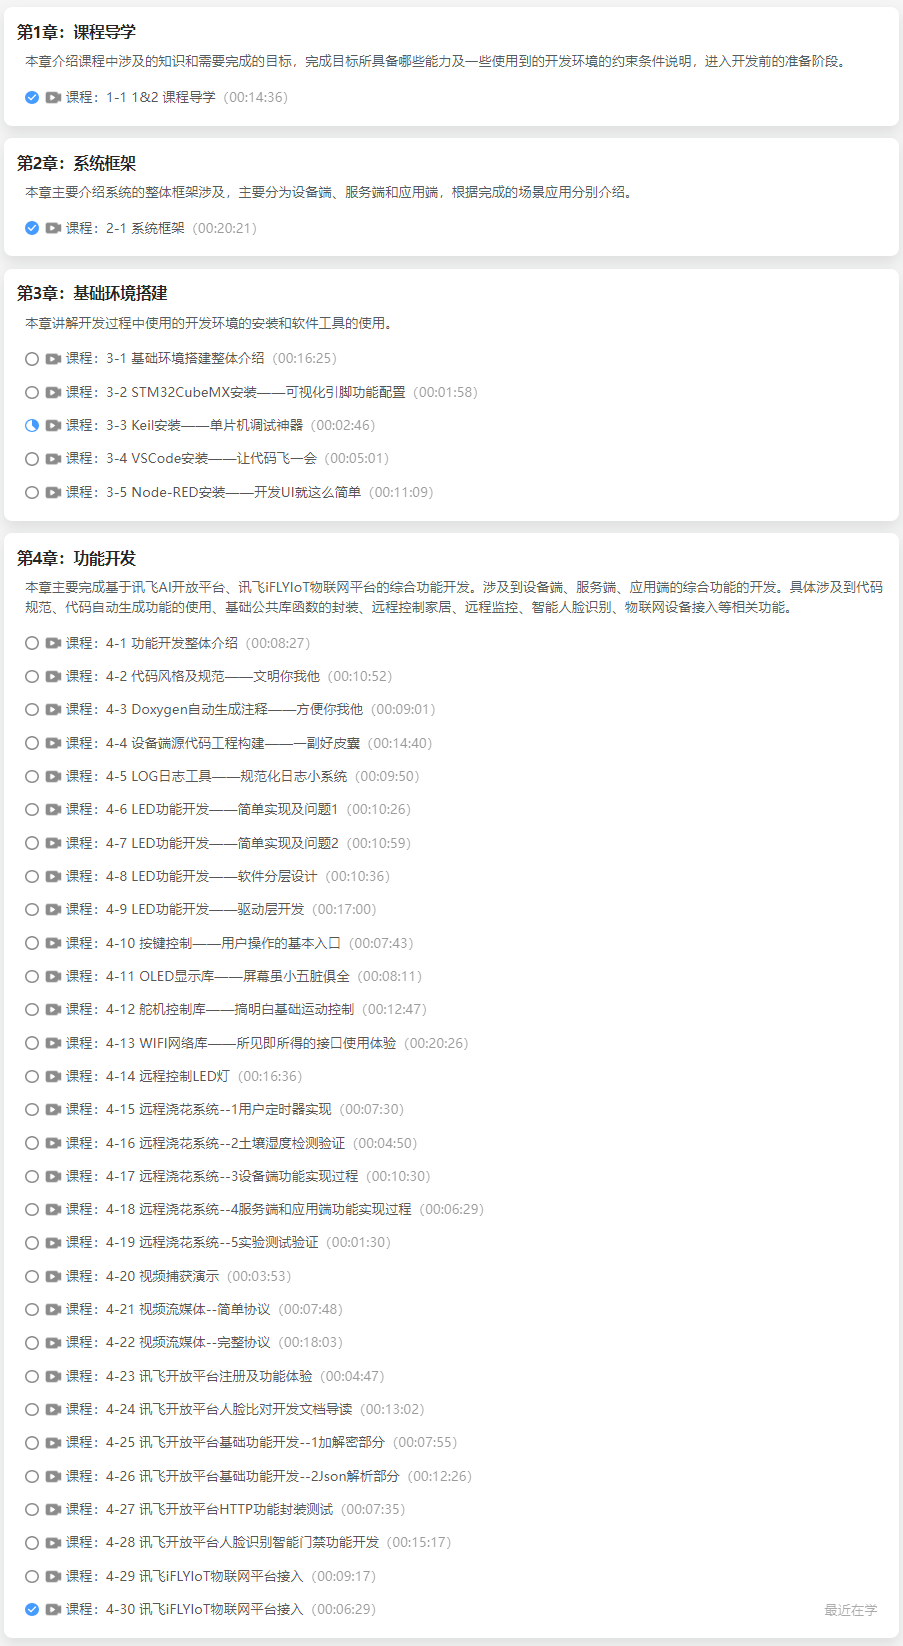 第1章：课程导学
本章介绍课程中涉及的知识和需要完成的目标，完成目标所具备哪些能力及一些使用到的开发环境的约束条件说明，进入开发前的准备阶段。
课程：1-1 1&2 课程导学（00:14:36）
第2章：系统框架
本章主要介绍系统的整体框架涉及，主要分为设备端、服务端和应用端，根据完成的场景应用分别介绍。
课程：2-1 系统框架（00:20:21）
第3章：基础环境搭建
本章讲解开发过程中使用的开发环境的安装和软件工具的使用。
课程：3-1 基础环境搭建整体介绍（00:16:25）
课程：3-2 STM32CubeMX安装——可视化引脚功能配置（00:01:58）
课程：3-3 Keil安装——单片机调试神器（00:02:46）
课程：3-4 VSCode安装——让代码飞一会（00:05:01）
课程：3-5 Node-RED安装——开发UI就这么简单（00:11:09）
第4章：功能开发
本章主要完成基于讯飞AI开放平台、讯飞iFLYIoT物联网平台的综合功能开发。涉及到设备端、服务端、应用端的综合功能的开发。具体涉及到代码
规范、代码自动生成功能的使用、基础公共库函数的封装、远程控制家居、远程监控、智能人脸识别、物联网设备接入等相关功能。
课程：4-1 功能开发整体介绍（00:08:27）
课程：4-2 代码风格及规范——文明你我他（00:10:52）
课程：4-3 Doxygen自动生成注释——方便你我他（00:09:01）
课程：4-4 设备端源代码工程构建——一副好皮囊（00:14:40）
课程：4-5 LOG日志工具——规范化日志小系统（00:09:50）
课程：4-6 LED功能开发——简单实现及问题1（00:10:26）
课程：4-7 LED功能开发——简单实现及问题2（00:10:59）
课程：4-8 LED功能开发——软件分层设计（00:10:36）
课程：4-9 LED功能开发——驱动层开发（00:17:00）
课程：4-10 按键控制——用户操作的基本入口（00:07:43）
课程：4-11 OLED显示库——屏幕虽小五脏俱全（00:08:11）
课程：4-12 舵机控制库——搞明白基础运动控制（00:12:47）
课程：4-13 WIFI网络库——所见即所得的接口使用体验（00:20:26）
课程：4-14 远程控制LED灯（00:16:36）
课程：4-15 远程浇花系统--1用户定时器实现（00:07:30）
课程：4-16 远程浇花系统--2土壤湿度检测验证（00:04:50）
课程：4-17 远程浇花系统--3设备端功能实现过程（00:10:30）
课程：4-18 远程浇花系统--4服务端和应用端功能实现过程（00:06:29）
课程：4-19 远程浇花系统--5实验测试验证（00:01:30）
课程：4-20 视频捕获演示（00:03:53）
课程：4-21 视频流媒体--简单协议（00:07:48）
课程：4-22 视频流媒体--完整协议（00:18:03）
课程：4-23 讯飞开放平台注册及功能体验（00:04:47）
课程：4-24 讯飞开放平台人脸比对开发文档导读（00:13:02）
课程：4-25 讯飞开放平台基础功能开发--1加解密部分（00:07:55）
课程：4-26 讯飞开放平台基础功能开发--2Json解析部分（00:12:26）
课程：4-27 讯飞开放平台HTTP功能封装测试（00:07:35）
课程：4-28 讯飞开放平台人脸识别智能门禁功能开发（00:15:17）
课程：4-29 讯飞iFLYIoT物联网平台接入（00:09:17）
课程：4-30 讯飞iFLYIoT物联网平台接入（00:06:29） 最近在学